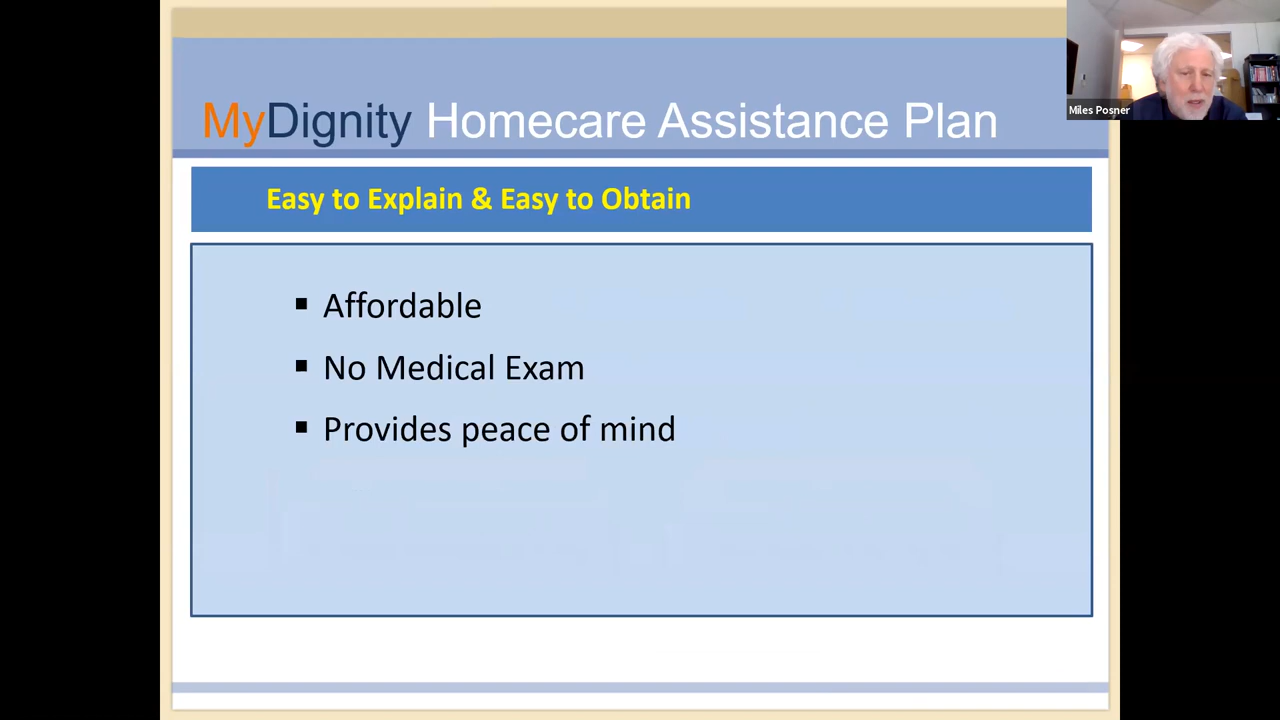 MyDignity Homecare Assistance Plan
Miles Posner
Easy to Explain & Easy to Obtain
▪ Affordable
▪ No Medical Exam
▪ Provides peace of mind